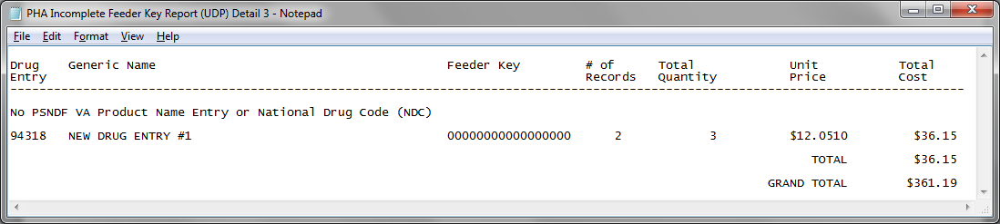 PHA Incomplete Feeder Key Report (UDP) Detail 3 - Notepad
File Edit Format View Help
Drug Generic Name Feeder Key # of Total Unit Total
Entry Records Quantity Price Cost
-----------------------------------------------------------------------------------------------------------------------------------
No PSNDF VA Product Name Entry or National Drug Code (NDC)
94318 NEW DRUG ENTRY #1 00000000000000000 2 3 $12.0510 $36.15
TOTAL $36.15
GRAND TOTAL $361.19